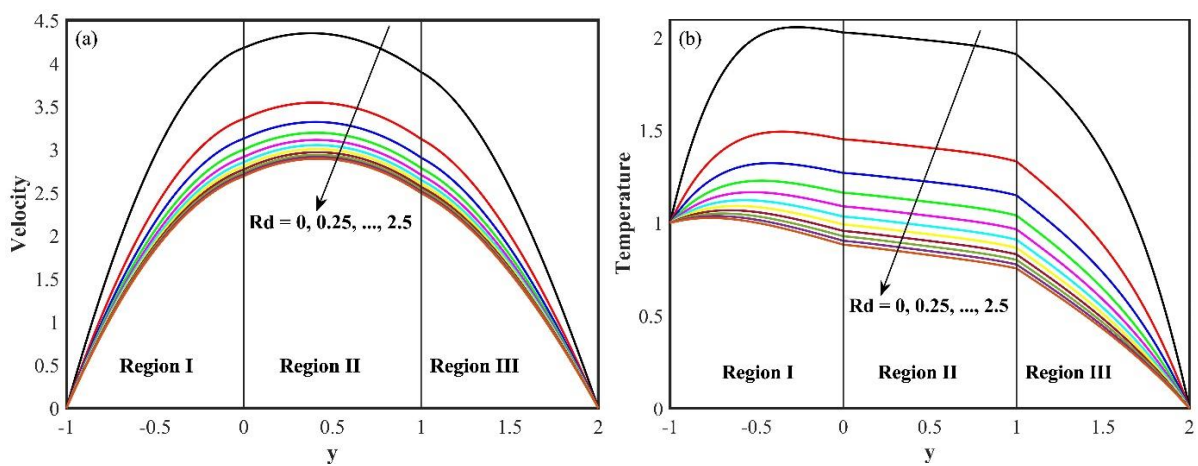 (a)
Velocity
4.5
4
3.5
3
2.5
2
1.5
1
0.5
0
Rd = 0, 0.25, ..., 2.5
Region I
Region II
Region III
-1
-0.5
0
0.5
1
1.5
2
y
(b)
Temperature
2
1.5
1
0.5
0
Rd = 0, 0.25, ..., 2.5
Region I
Region II
Region III
-1
-0.5
0
0.5
1
1.5
2
y